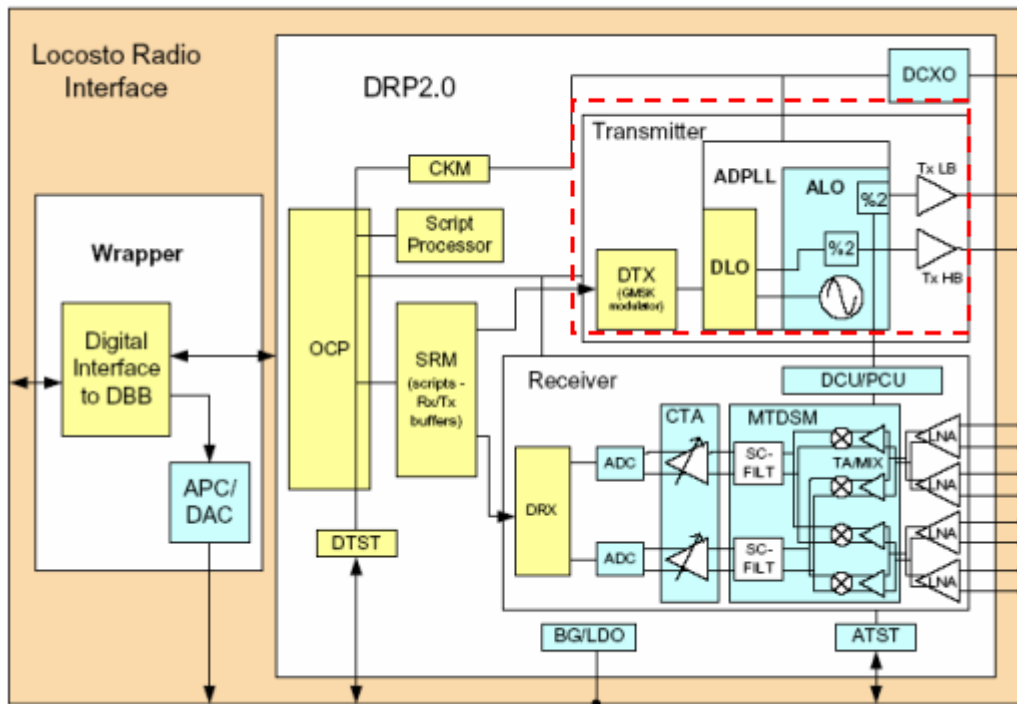 Locosto Radio
Interface
DRP2.0
DCXO
Transmitter
CKM
ADPLL
ALO
Tx LB
%2
Script
Processor
Wrapper
%2
DLO
DTX
(GMSK
modulator)
Tx HB
OCP
Digital
Interface
to DBB
SRM
(scripts -
Rx/Tx
buffers)
Receiver
DCU/PCU
CTA
MTDSM
ADC
SC-
FILT
TA/MIX
LNA
LNA
APC/
DAC
DRX
DTST
ADC
SC-
FILT
LNA
LNA
BG/LDO
ATST